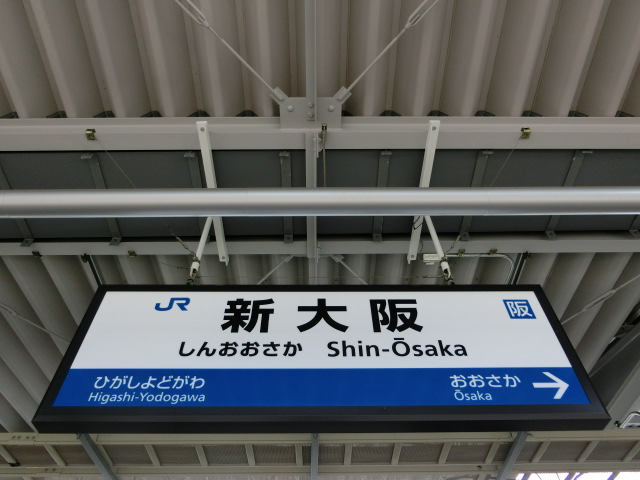 JR 新大阪 阪
しんおおさか Shin-Ōsaka
ひがしよどがわ おおさか →
Higashi-Yodogawa Ōsaka